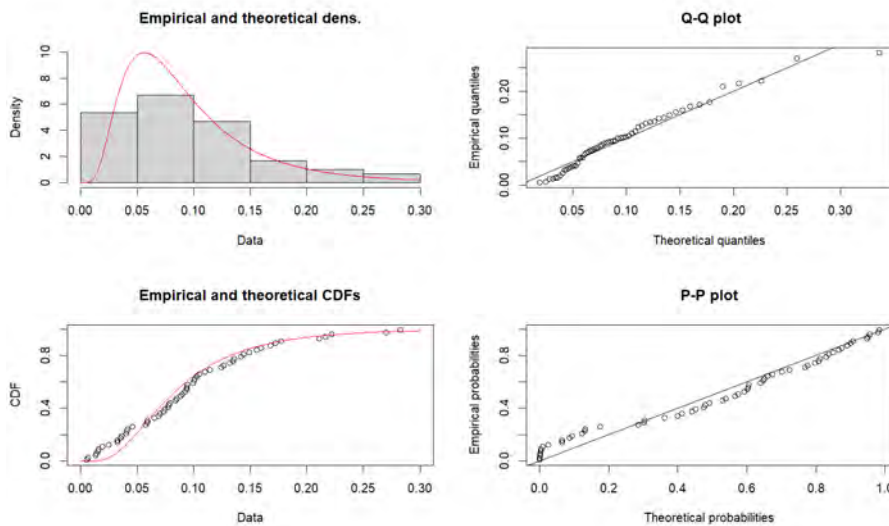 Empirical and theoretical dens.
Density
0 2 4 6 8 10
0.00 0.05 0.10 0.15 0.20 0.25 0.30
Data
Q-Q plot
Empirical quantiles
0.00 0.10 0.20
0.05 0.10 0.15 0.20 0.25 0.30
Theoretical quantiles
Empirical and theoretical CDFs
CDF
0.0 0.4 0.8
0.00 0.05 0.10 0.15 0.20 0.25 0.30
Data
P-P plot
Empirical probabilities
0.0 0.4 0.8
0.0 0.2 0.4 0.6 0.8 1.0
Theoretical probabilities